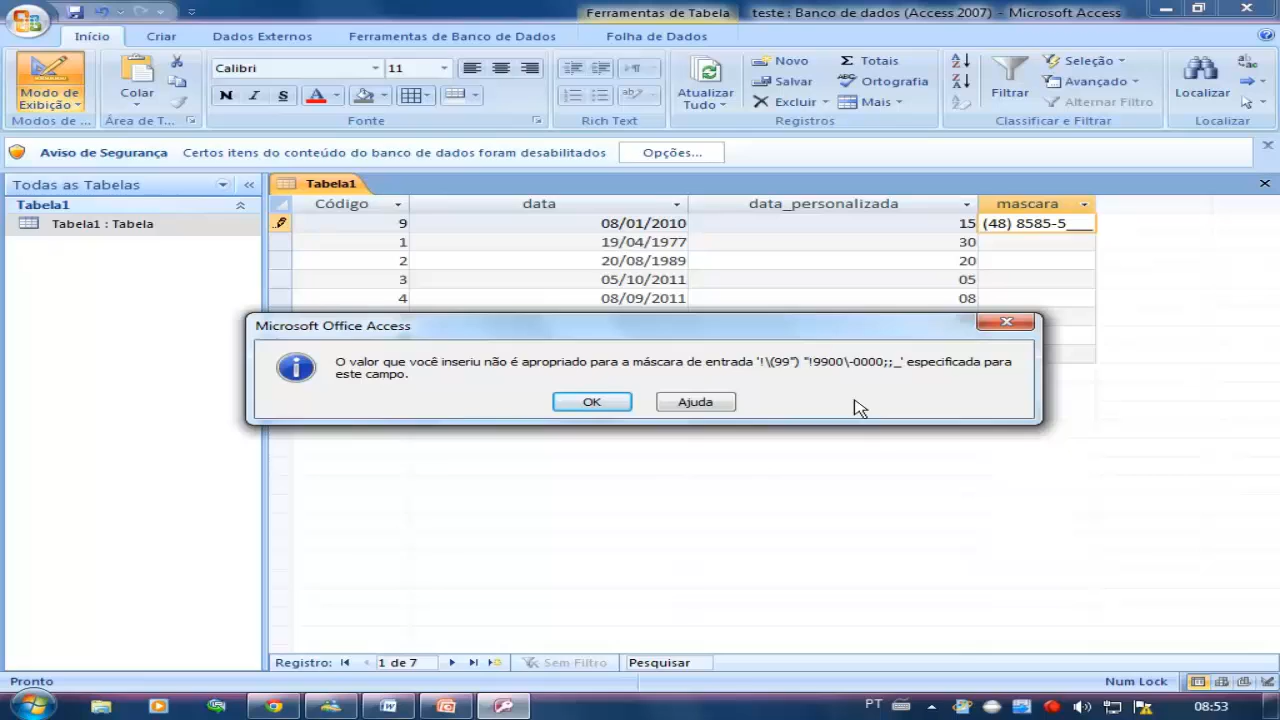 Ferramentas de Tabela teste : Banco de dados (Access 2007) - Microsoft Access
Início Criar Dados Externos Ferramentas de Banco de Dados Folha de Dados
Modo de Exibição
Modos de ...
Colar
Área de T...
Calibri 11
N I S A
Fonte
Rich Text
Atualizar Tudo
Novo
Salvar
Excluir
Totais
Ortografia
Mais
Registros
Filtrar
Seleção
Avançado
Alternar Filtro
Classificar e Filtrar
Localizar
Localizar
Aviso de Segurança Certos itens do conteúdo do banco de dados foram desabilitados Opções...
Todas as Tabelas
Tabela1
Tabela1 : Tabela
Tabela1
Código data data_personalizada mascara
9 08/01/2010 15 (48) 8585-5___
1 19/04/1977 30
2 20/08/1989 20
3 05/10/2011 05
4 08/09/2011 08
Microsoft Office Access
O valor que você inseriu não é apropriado para a máscara de entrada '!\(99") "!9900\-0000;;_' especificada para
este campo.
OK Ajuda
Registro: 1 de 7 Sem Filtro Pesquisar
Pronto Num Lock
PT 08:53